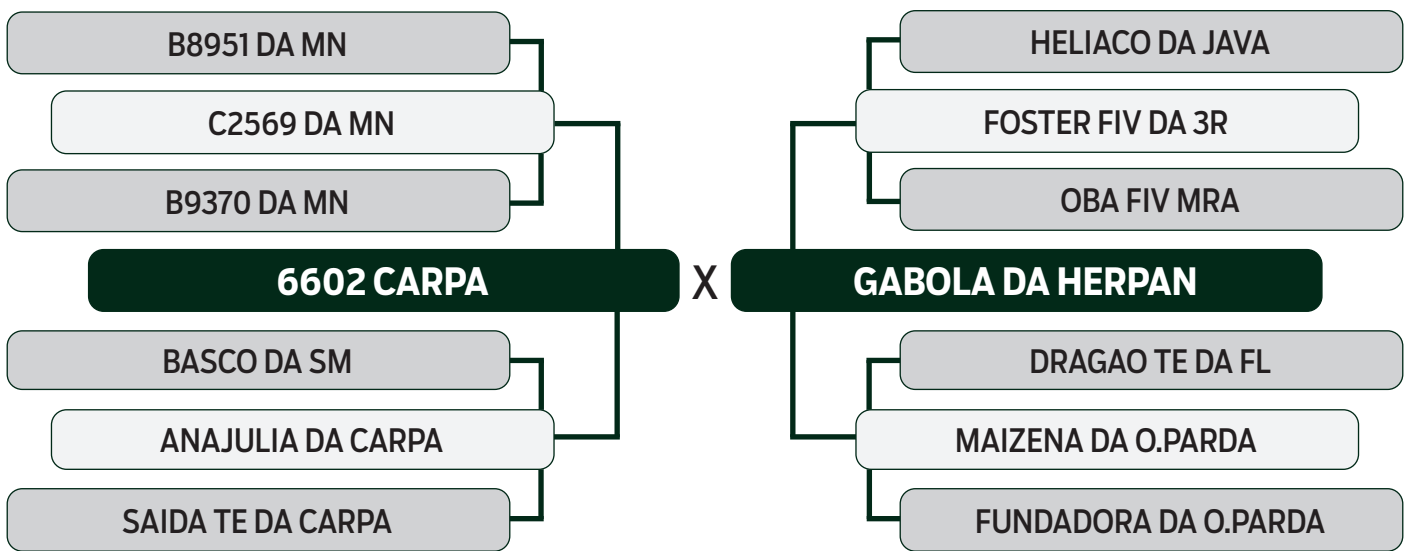 B8951 DA MN
HELIACO DA JAVA
C2569 DA MN
FOSTER FIV DA 3R
B9370 DA MN
OBA FIV MRA
6602 CARPA X GABOLA DA HERPAN
BASCO DA SM
DRAGAO TE DA FL
ANAJULIA DA CARPA
MAIZENA DA O.PARDA
SAIDA TE DA CARPA
FUNDADORA DA O.PARDA